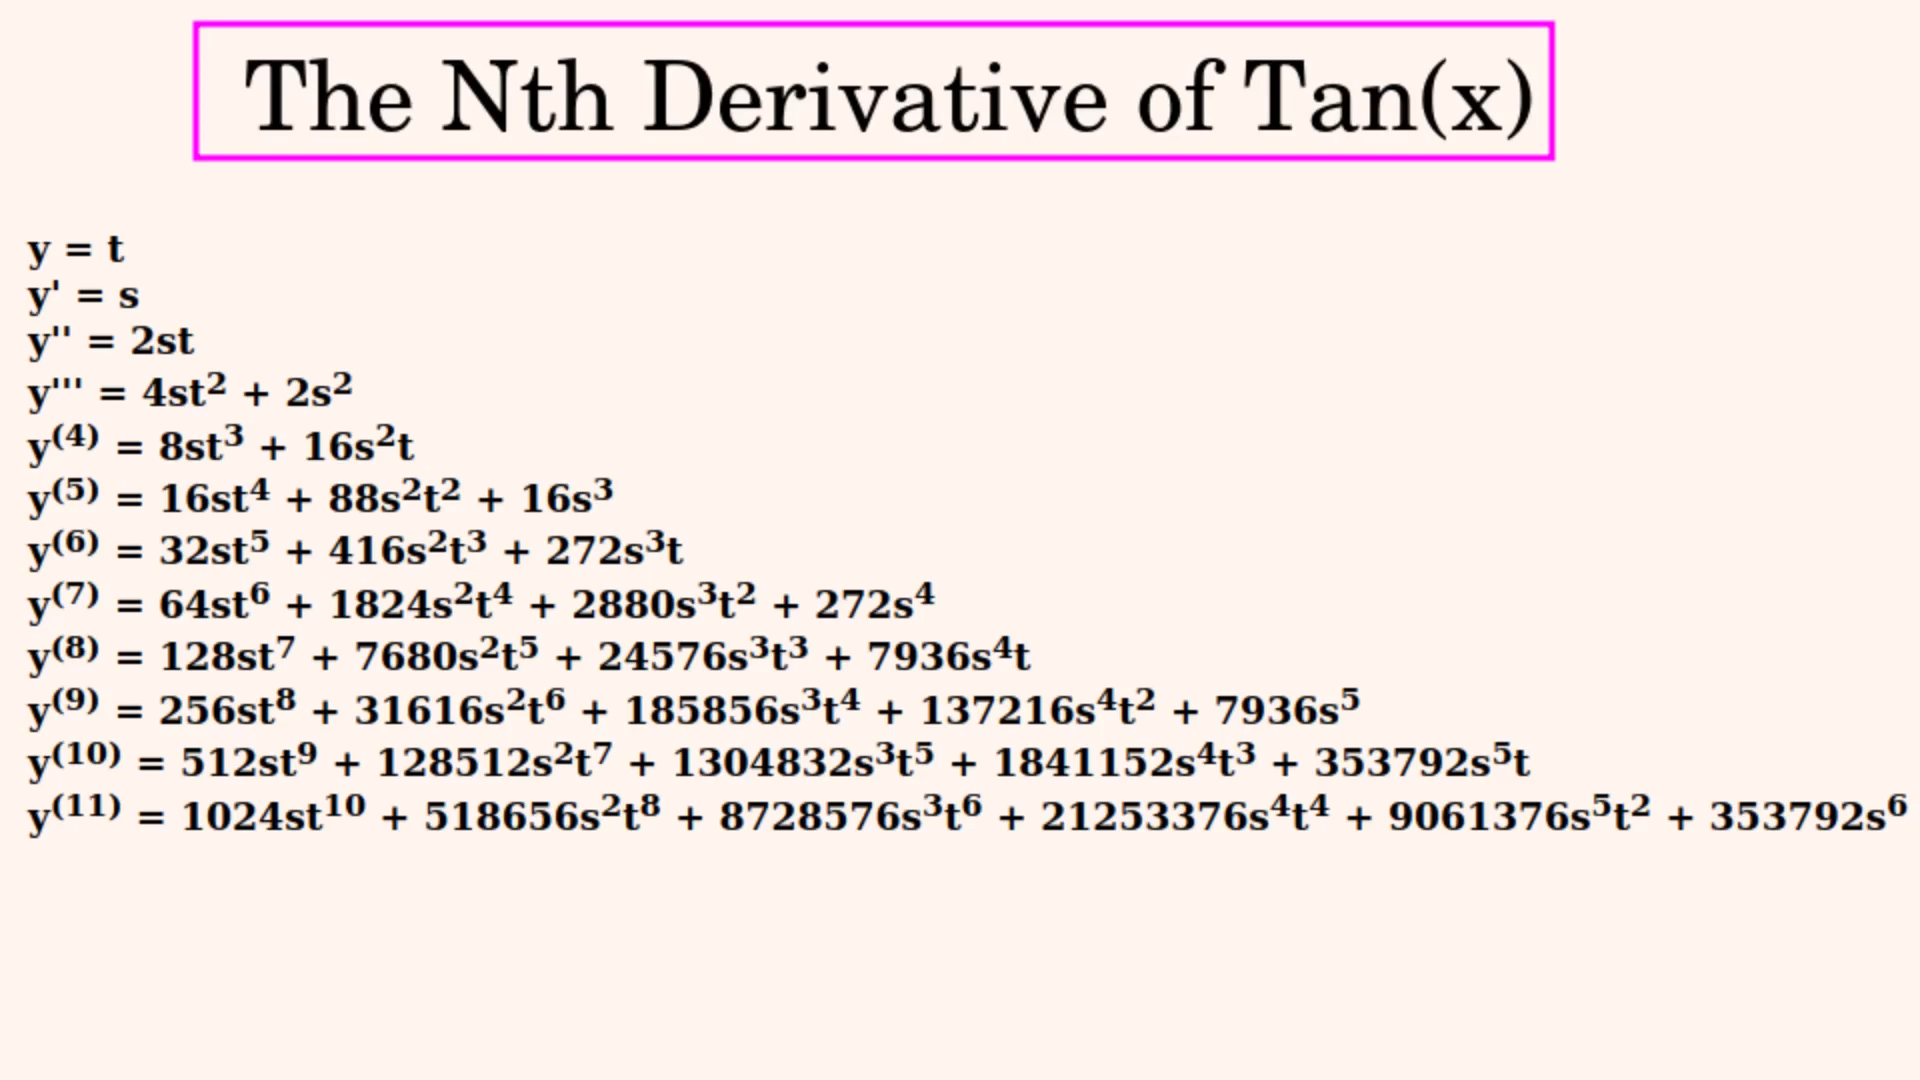 The Nth Derivative of Tan(x)
y = t
y' = s
y'' = 2st
y''' = 4st² + 2s²
y⁽⁴⁾ = 8st³ + 16s²t
y⁽⁵⁾ = 16st⁴ + 88s²t² + 16s³
y⁽⁶⁾ = 32st⁵ + 416s²t³ + 272s³t
y⁽⁷⁾ = 64st⁶ + 1824s²t⁴ + 2880s³t² + 272s⁴
y⁽⁸⁾ = 128st⁷ + 7680s²t⁵ + 24576s³t³ + 7936s⁴t
y⁽⁹⁾ = 256st⁸ + 31616s²t⁶ + 185856s³t⁴ + 137216s⁴t² + 7936s⁵
y⁽¹⁰⁾ = 512st⁹ + 128512s²t⁷ + 1304832s³t⁵ + 1841152s⁴t³ + 353792s⁵t
y⁽¹¹⁾ = 1024st¹⁰ + 518656s²t⁸ + 8728576s³t⁶ + 21253376s⁴t⁴ + 9061376s⁵t² + 353792s⁶